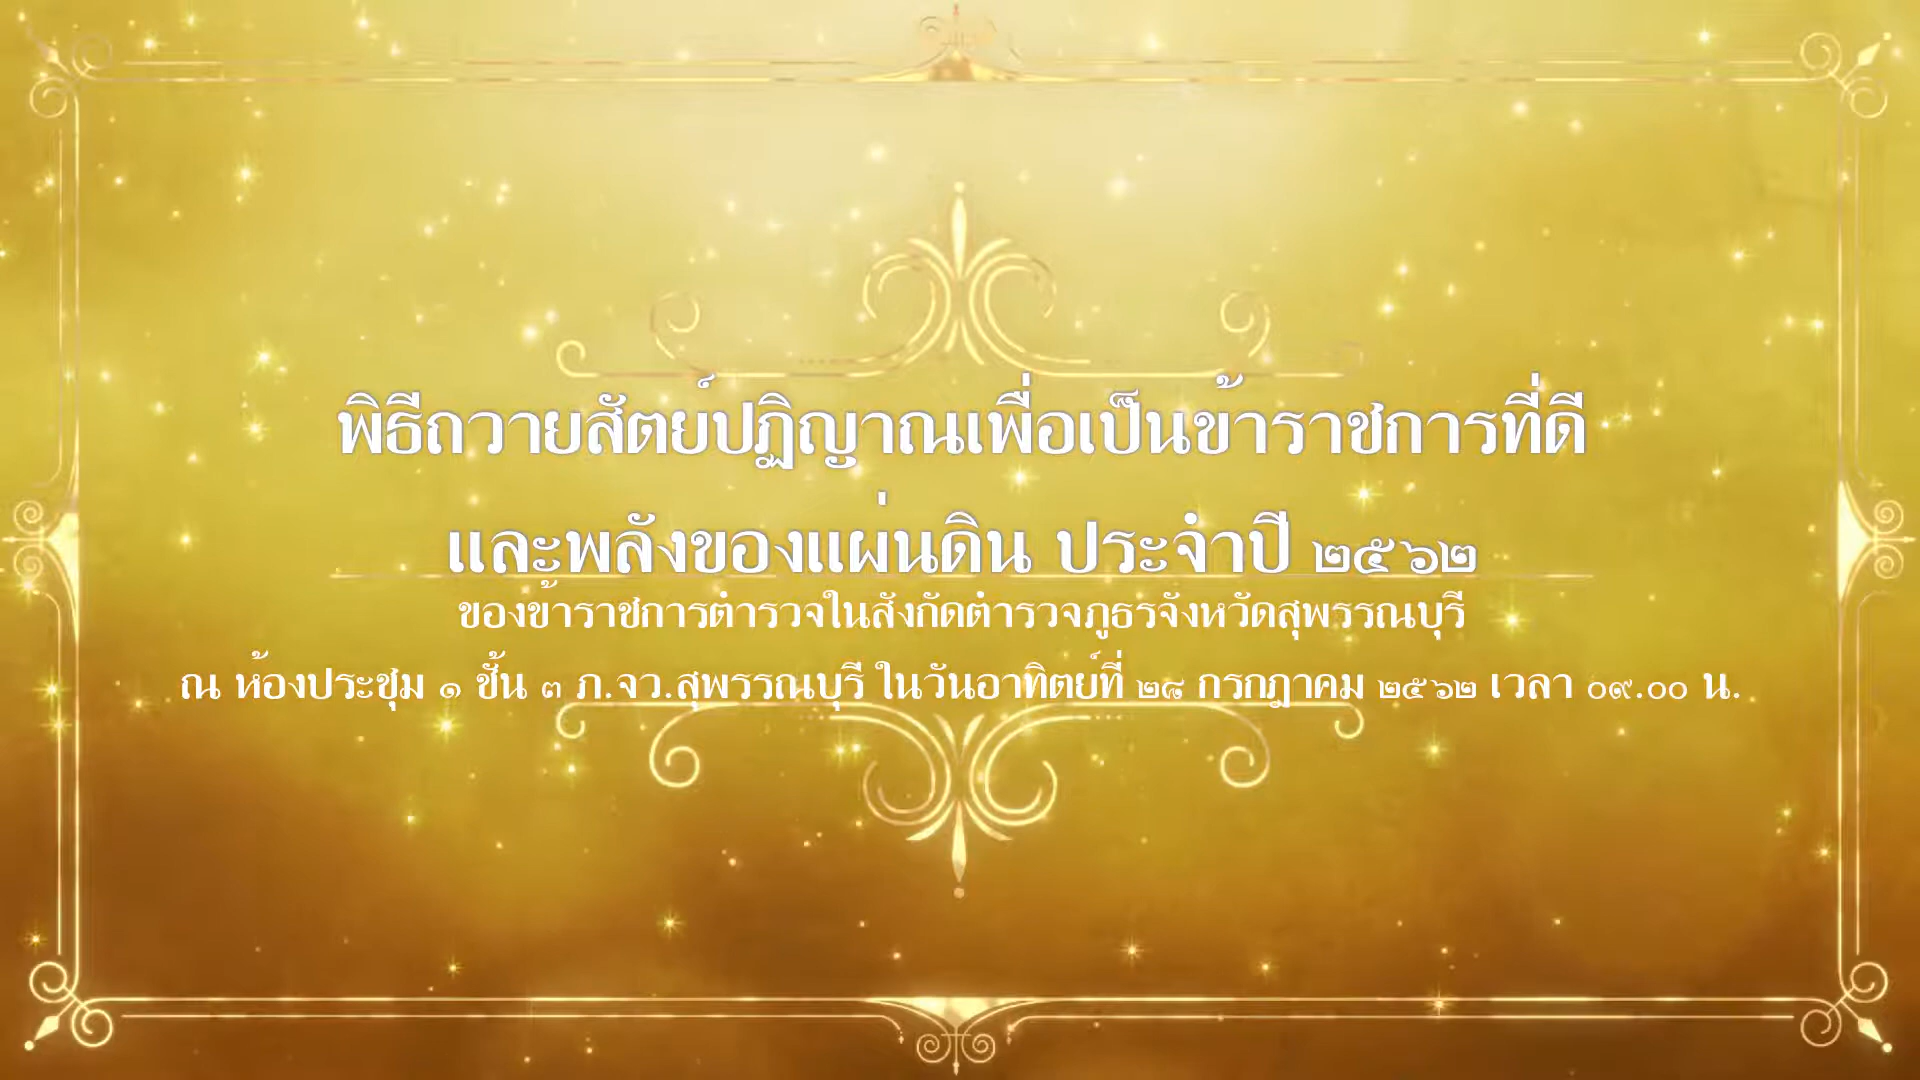 พิธีถวายสัตย์ปฏิญาณเพื่อเป็นข้าราชการที่ดี
และพลังของแผ่นดิน ประจำปี ๒๕๖๒
ของข้าราชการตำรวจในสังกัดตำรวจภูธรจังหวัดสุพรรณบุรี
ณ ห้องประชุม ๑ ชั้น ๓ ภ.จว.สุพรรณบุรี ในวันอาทิตย์ที่ ๒๘ กรกฎาคม ๒๕๖๒ เวลา ๐๙.๐๐ น.